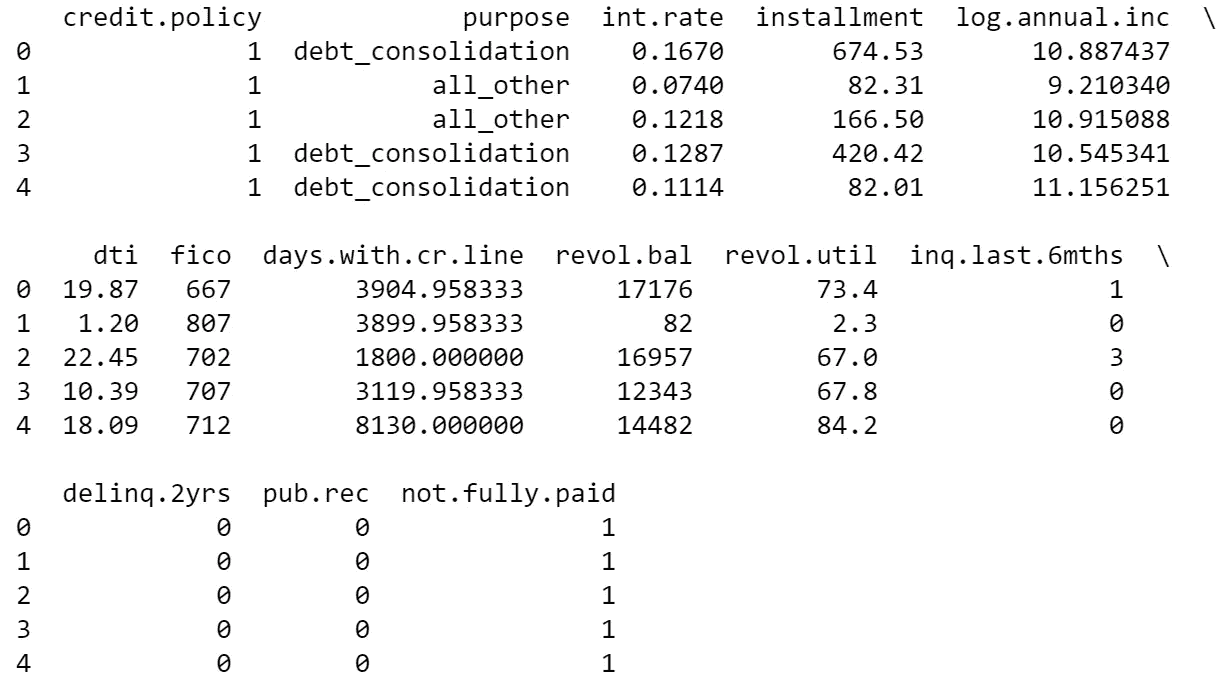 credit.policy purpose int.rate installment log.annual.inc \
0 1 debt_consolidation 0.1670 674.53 10.887437
1 1 all_other 0.0740 82.31 9.210340
2 1 all_other 0.1218 166.50 10.915088
3 1 debt_consolidation 0.1287 420.42 10.545341
4 1 debt_consolidation 0.1114 82.01 11.156251
dti fico days.with.cr.line revol.bal revol.util inq.last.6mths \
0 19.87 667 3904.958333 17176 73.4 1
1 1.20 807 3899.958333 82 2.3 0
2 22.45 702 1800.000000 16957 67.0 3
3 10.39 707 3119.958333 12343 67.8 0
4 18.09 712 8130.000000 14482 84.2 0
delinq.2yrs pub.rec not.fully.paid
0 0 0 1
1 0 0 1
2 0 0 1
3 0 0 1
4 0 0 1